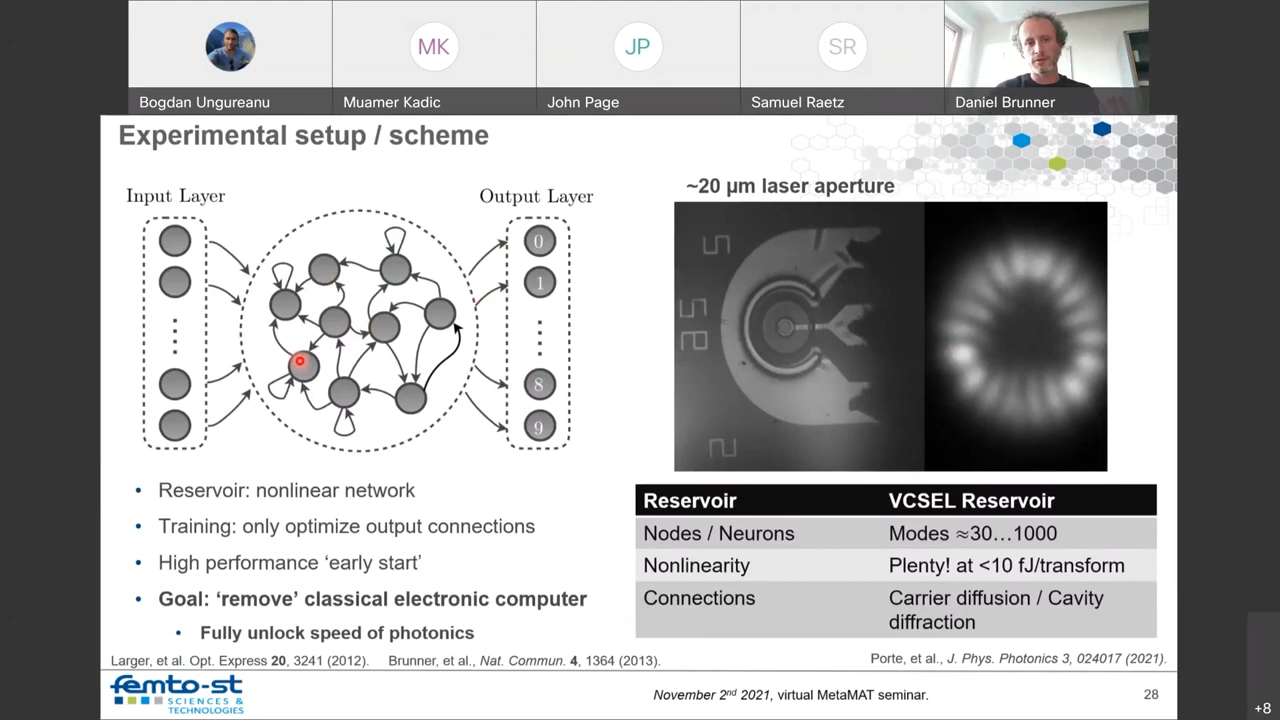 MK
JP
SR
Bogdan Ungureanu
Muamer Kadic
John Page
Samuel Raetz
Daniel Brunner
Experimental setup / scheme
Input Layer
Output Layer
0
1
8
9
~20 µm laser aperture
5
52
2
• Reservoir: nonlinear network
• Training: only optimize output connections
• High performance ‘early start’
• Goal: ‘remove’ classical electronic computer
• Fully unlock speed of photonics
Reservoir VCSEL Reservoir
Nodes / Neurons Modes ≈30…1000
Nonlinearity Plenty! at <10 fJ/transform
Connections Carrier diffusion / Cavity
diffraction
Larger, et al. Opt. Express 20, 3241 (2012). Brunner, et al., Nat. Commun. 4, 1364 (2013).
Porte, et al., J. Phys. Photonics 3, 024017 (2021).
femto-st
SCIENCES &
TECHNOLOGIES
November 2nd 2021, virtual MetaMAT seminar.
28
+8